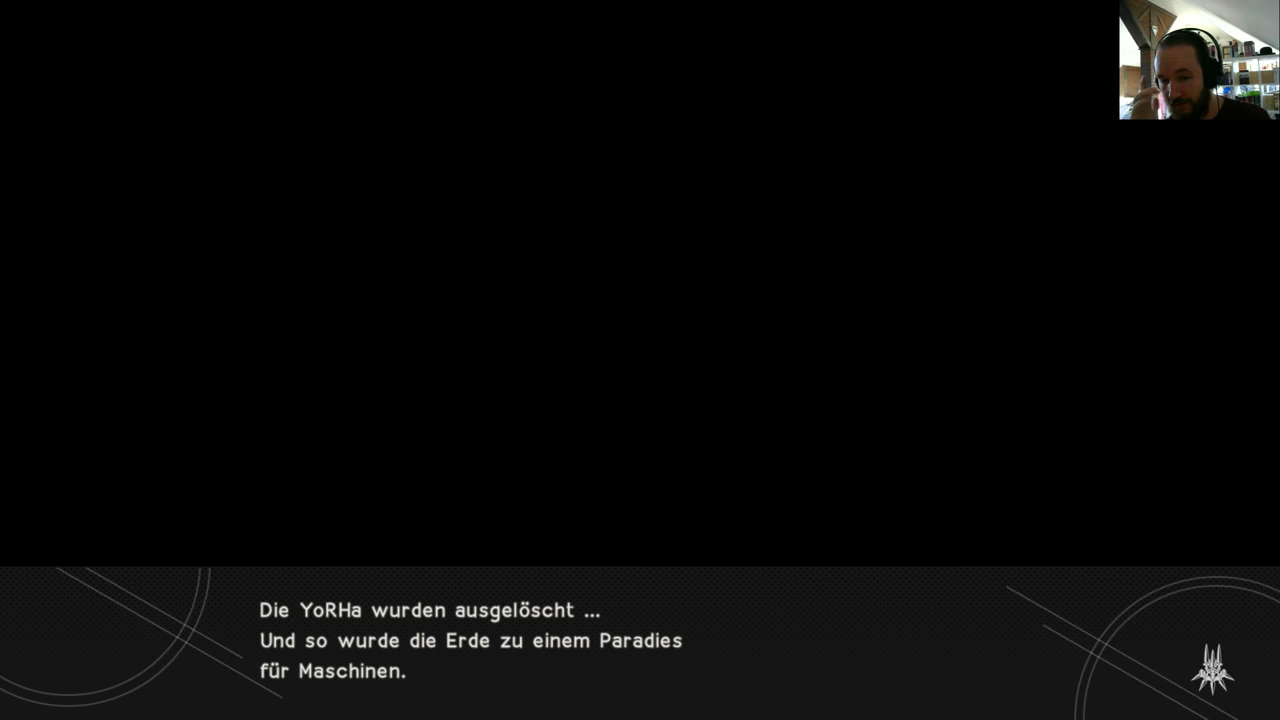 Die YoRHa wurden ausgelöscht ...
Und so wurde die Erde zu einem Paradies
für Maschinen.